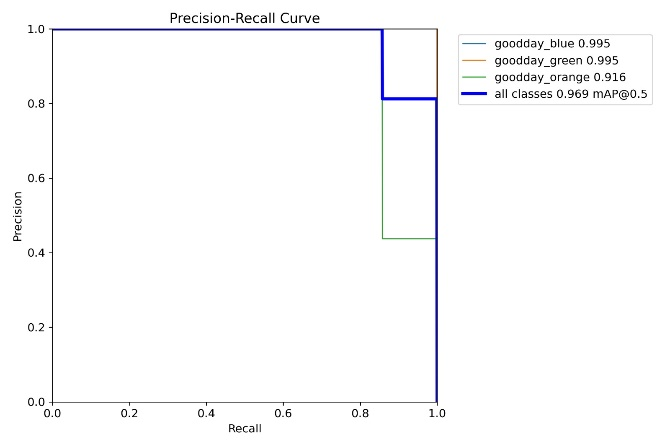 Precision-Recall Curve
1.0
0.8
0.6
0.4
0.2
0.0
Precision
0.0 0.2 0.4 0.6 0.8 1.0
Recall
goodday_blue 0.995
goodday_green 0.995
goodday_orange 0.916
all classes 0.969 mAP@0.5